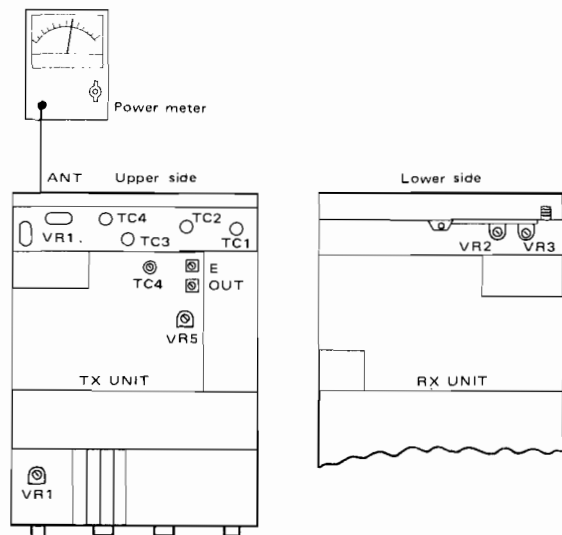 Power meter
ANT Upper side
Lower side
TC4 TC2
VR1. TC3 TC1
VR2 VR3
E
TC4 OUT
VR5
TX UNIT
RX UNIT
VR1